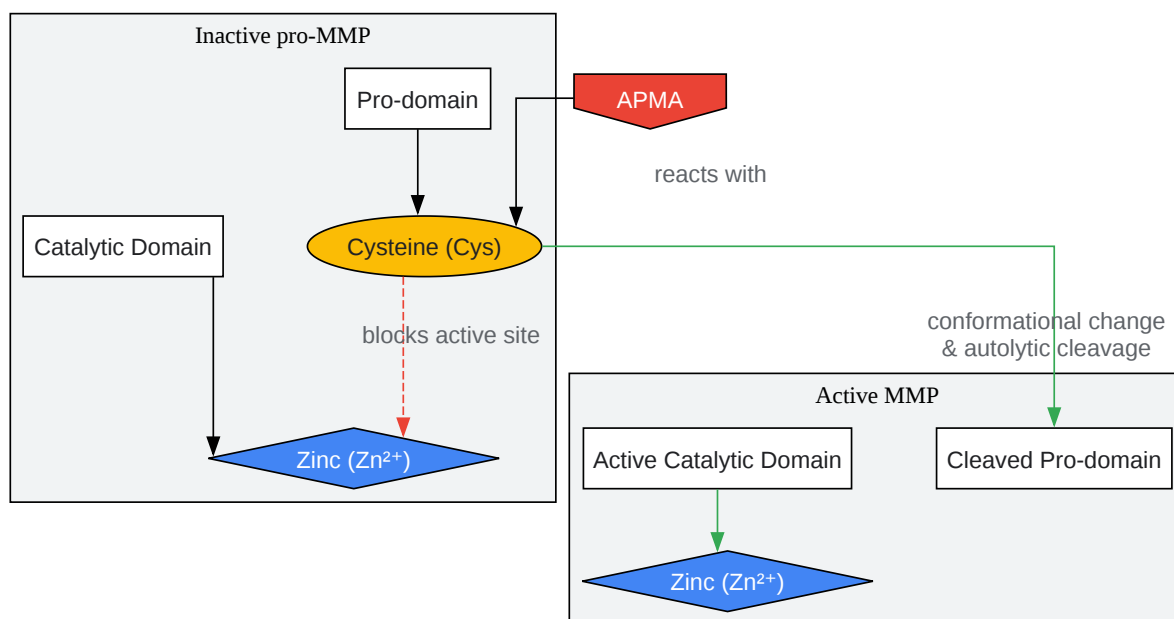 Inactive pro-MMP
Pro-domain
APMA
reacts with
Catalytic Domain
Cysteine (Cys)
blocks active site
conformational change
& autolytic cleavage
Zinc (Zn²⁺)
Active MMP
Active Catalytic Domain
Cleaved Pro-domain
Zinc (Zn²⁺)